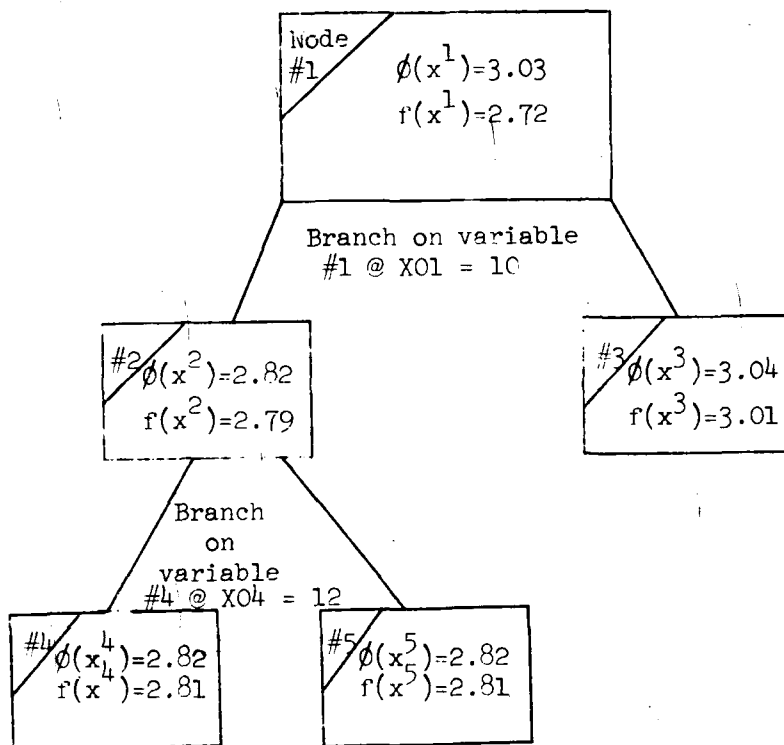 Node
#1
ϕ(x¹)=3.03
f(x¹)=2.72
Branch on variable
#1 @ XO1 = 10
#2
ϕ(x²)=2.82
f(x²)=2.79
#3
ϕ(x³)=3.04
f(x³)=3.01
Branch
on
variable
#4 @ XO4 = 12
#4
ϕ(x⁴)=2.82
f(x⁴)=2.81
#5
ϕ(x⁵)=2.82
f(x⁵)=2.81